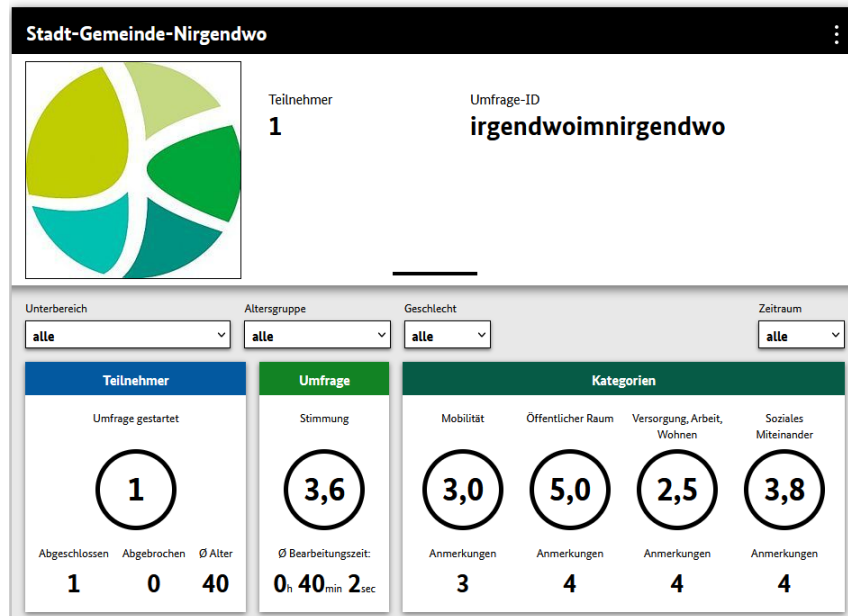 Stadt-Gemeinde-Nirgendwo
Teilnehmer
1
Umfrage-ID
irgendwoimnirgendwo
Unterbereich
alle
Altersgruppe
alle
Geschlecht
alle
Zeitraum
alle
Teilnehmer
Umfrage gestartet
1
Abgeschlossen Abgebrochen Ø Alter
1 0 40
Umfrage
Stimmung
3,6
Ø Bearbeitungszeit:
0h 40min 2sec
Kategorien
Mobilität
3,0
Anmerkungen
3
Öffentlicher Raum
5,0
Anmerkungen
4
Versorgung, Arbeit,
Wohnen
2,5
Anmerkungen
4
Soziales
Miteinander
3,8
Anmerkungen
4